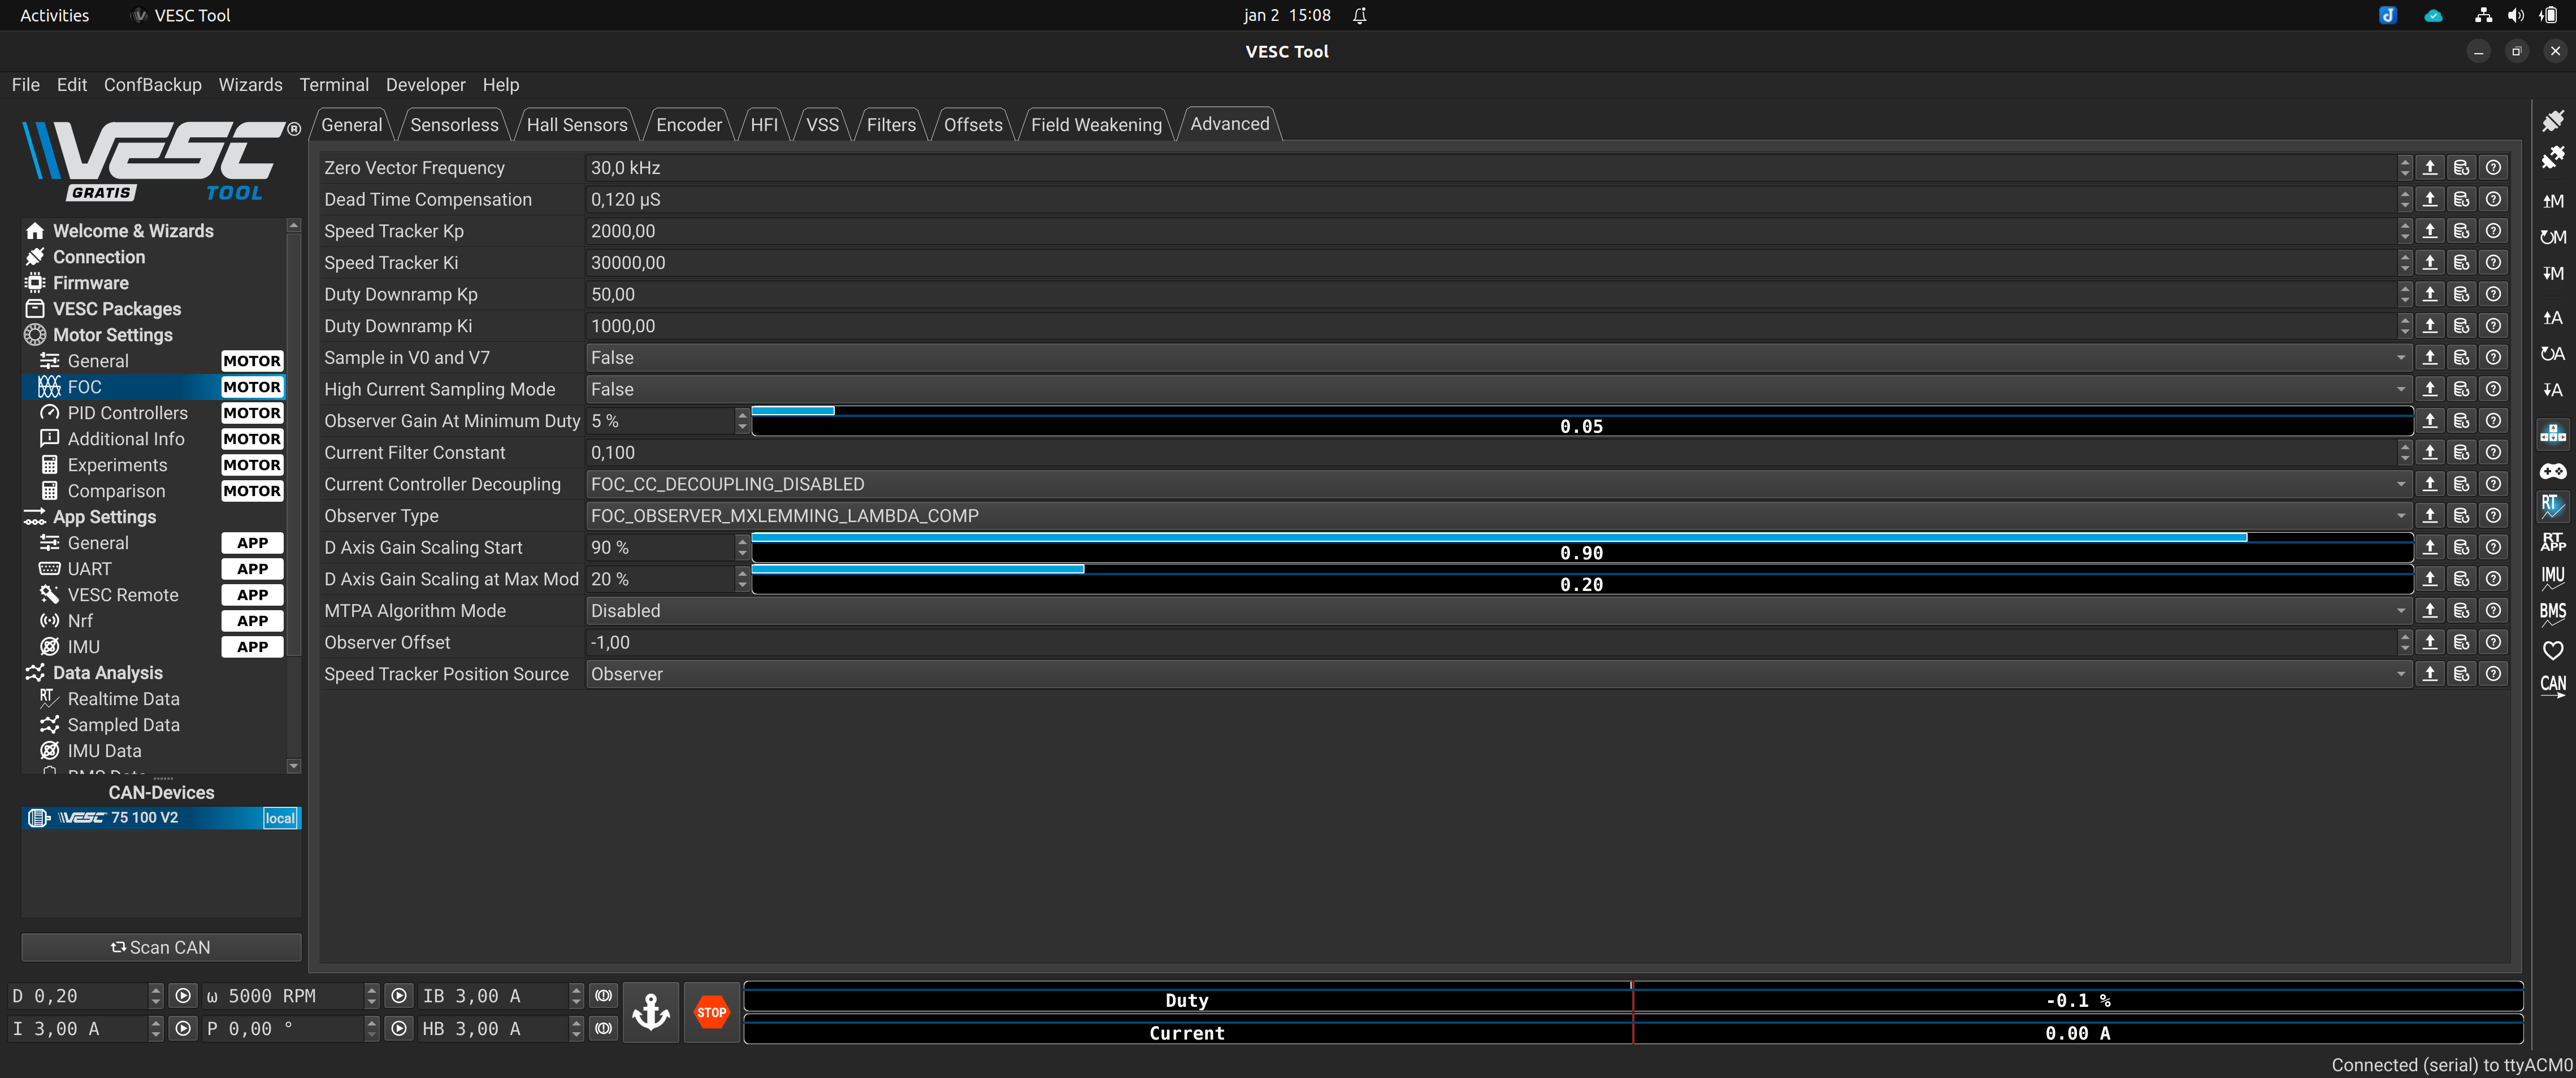 Activities VESC Tool jan 2 15:08
VESC Tool
File Edit ConfBackup Wizards Terminal Developer Help
VESC ®
GRATIS TOOL
Welcome & Wizards
Connection
Firmware
VESC Packages
Motor Settings
General MOTOR
FOC MOTOR
PID Controllers MOTOR
Additional Info MOTOR
Experiments MOTOR
Comparison MOTOR
App Settings
General APP
UART APP
VESC Remote APP
Nrf APP
IMU APP
Data Analysis
RT Realtime Data
Sampled Data
IMU Data
CAN-Devices
VESC 75 100 V2 local
Scan CAN
General Sensorless Hall Sensors Encoder HFI VSS Filters Offsets Field Weakening Advanced
Zero Vector Frequency 30,0 kHz
Dead Time Compensation 0,120 µS
Speed Tracker Kp 2000,00
Speed Tracker Ki 30000,00
Duty Downramp Kp 50,00
Duty Downramp Ki 1000,00
Sample in V0 and V7 False
High Current Sampling Mode False
Observer Gain At Minimum Duty 5 % 0.05
Current Filter Constant 0,100
Current Controller Decoupling FOC_CC_DECOUPLING_DISABLED
Observer Type FOC_OBSERVER_MXLEMMING_LAMBDA_COMP
D Axis Gain Scaling Start 90 % 0.90
D Axis Gain Scaling at Max Mod 20 % 0.20
MTPA Algorithm Mode Disabled
Observer Offset -1,00
Speed Tracker Position Source Observer
M
M
M
A
A
A
RT
RT
APP
IMU
BMS
CAN
D 0,20 ω 5000 RPM IB 3,00 A
I 3,00 A P 0,00 ° HB 3,00 A
STOP
Duty -0.1 %
Current 0.00 A
Connected (serial) to ttyACM0